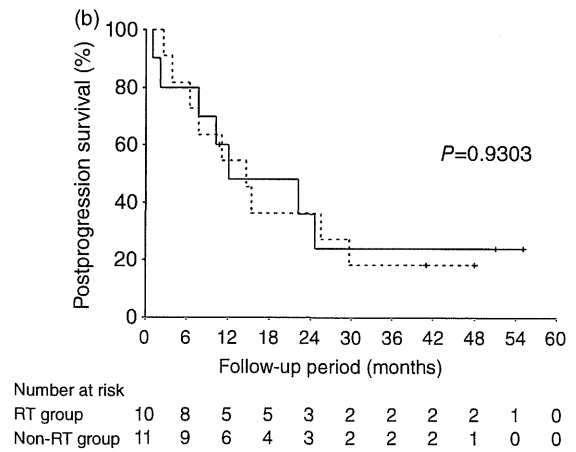 (b)
Postprogression survival (%)
100
80
60
40
20
0
P=0.9303
0 6 12 18 24 30 36 42 48 54 60
Follow-up period (months)
Number at risk
RT group 10 8 5 5 3 2 2 2 2 1 0
Non-RT group 11 9 6 4 3 2 2 2 1 0 0